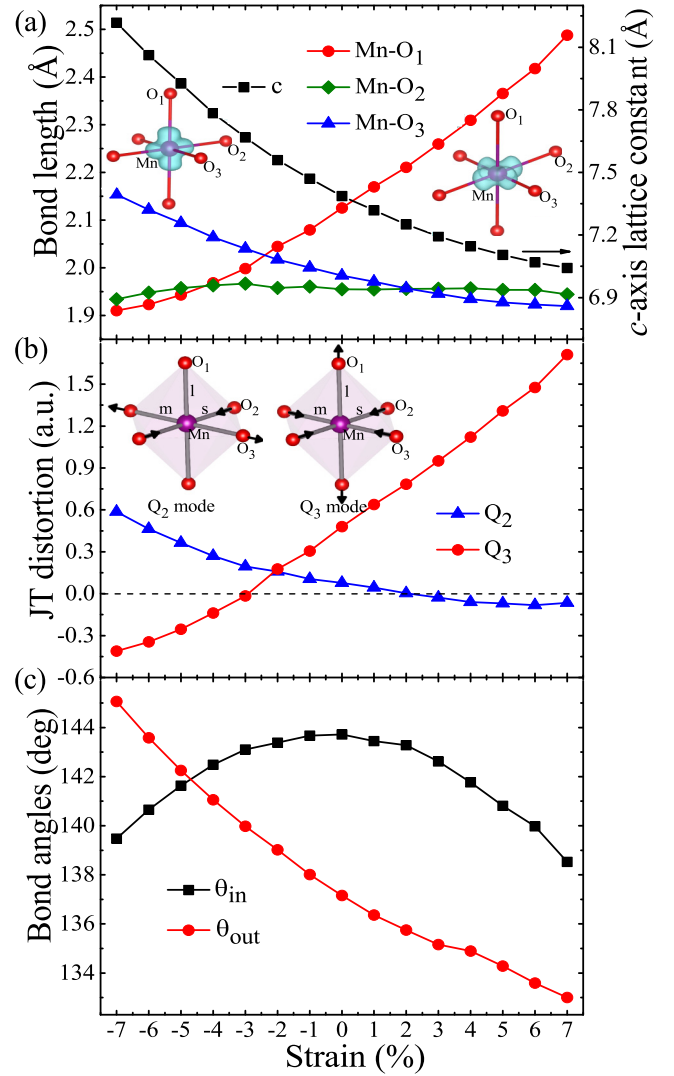 (a)
2.5
2.4
2.3
2.2
2.1
2.0
1.9
Bond length (Å)
c
Mn-O1
Mn-O2
Mn-O3
8.1
7.8
7.5
7.2
6.9
c-axis lattice constant (Å)
O1
O2
O3
Mn
O1
O2
O3
Mn
(b)
1.5
1.2
0.9
0.6
0.3
0.0
-0.3
-0.6
JT distortion (a.u.)
O1
l
m s
O2
Mn
O3
Q2 mode
O1
l
m s
O2
Mn
O3
Q3 mode
Q2
Q3
(c)
144
142
140
138
136
134
Bond angles (deg)
θin
θout
-7 -6 -5 -4 -3 -2 -1 0 1 2 3 4 5 6 7
Strain (%)